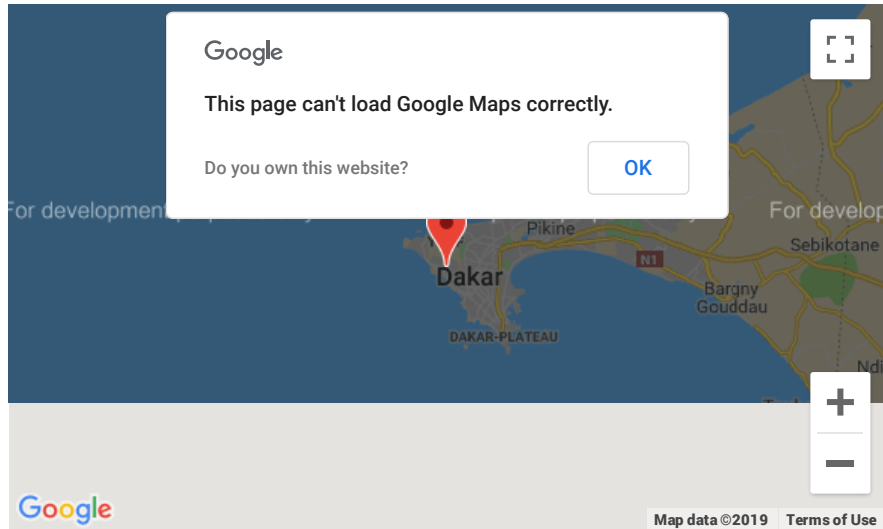 Google
This page can't load Google Maps correctly.
Do you own this website?
OK
For development
For develop
Pikine
Sebikotane
N1
Dakar
Bargny
Gouddau
DAKAR-PLATEAU
Ndi
Google
Map data ©2019
Terms of Use